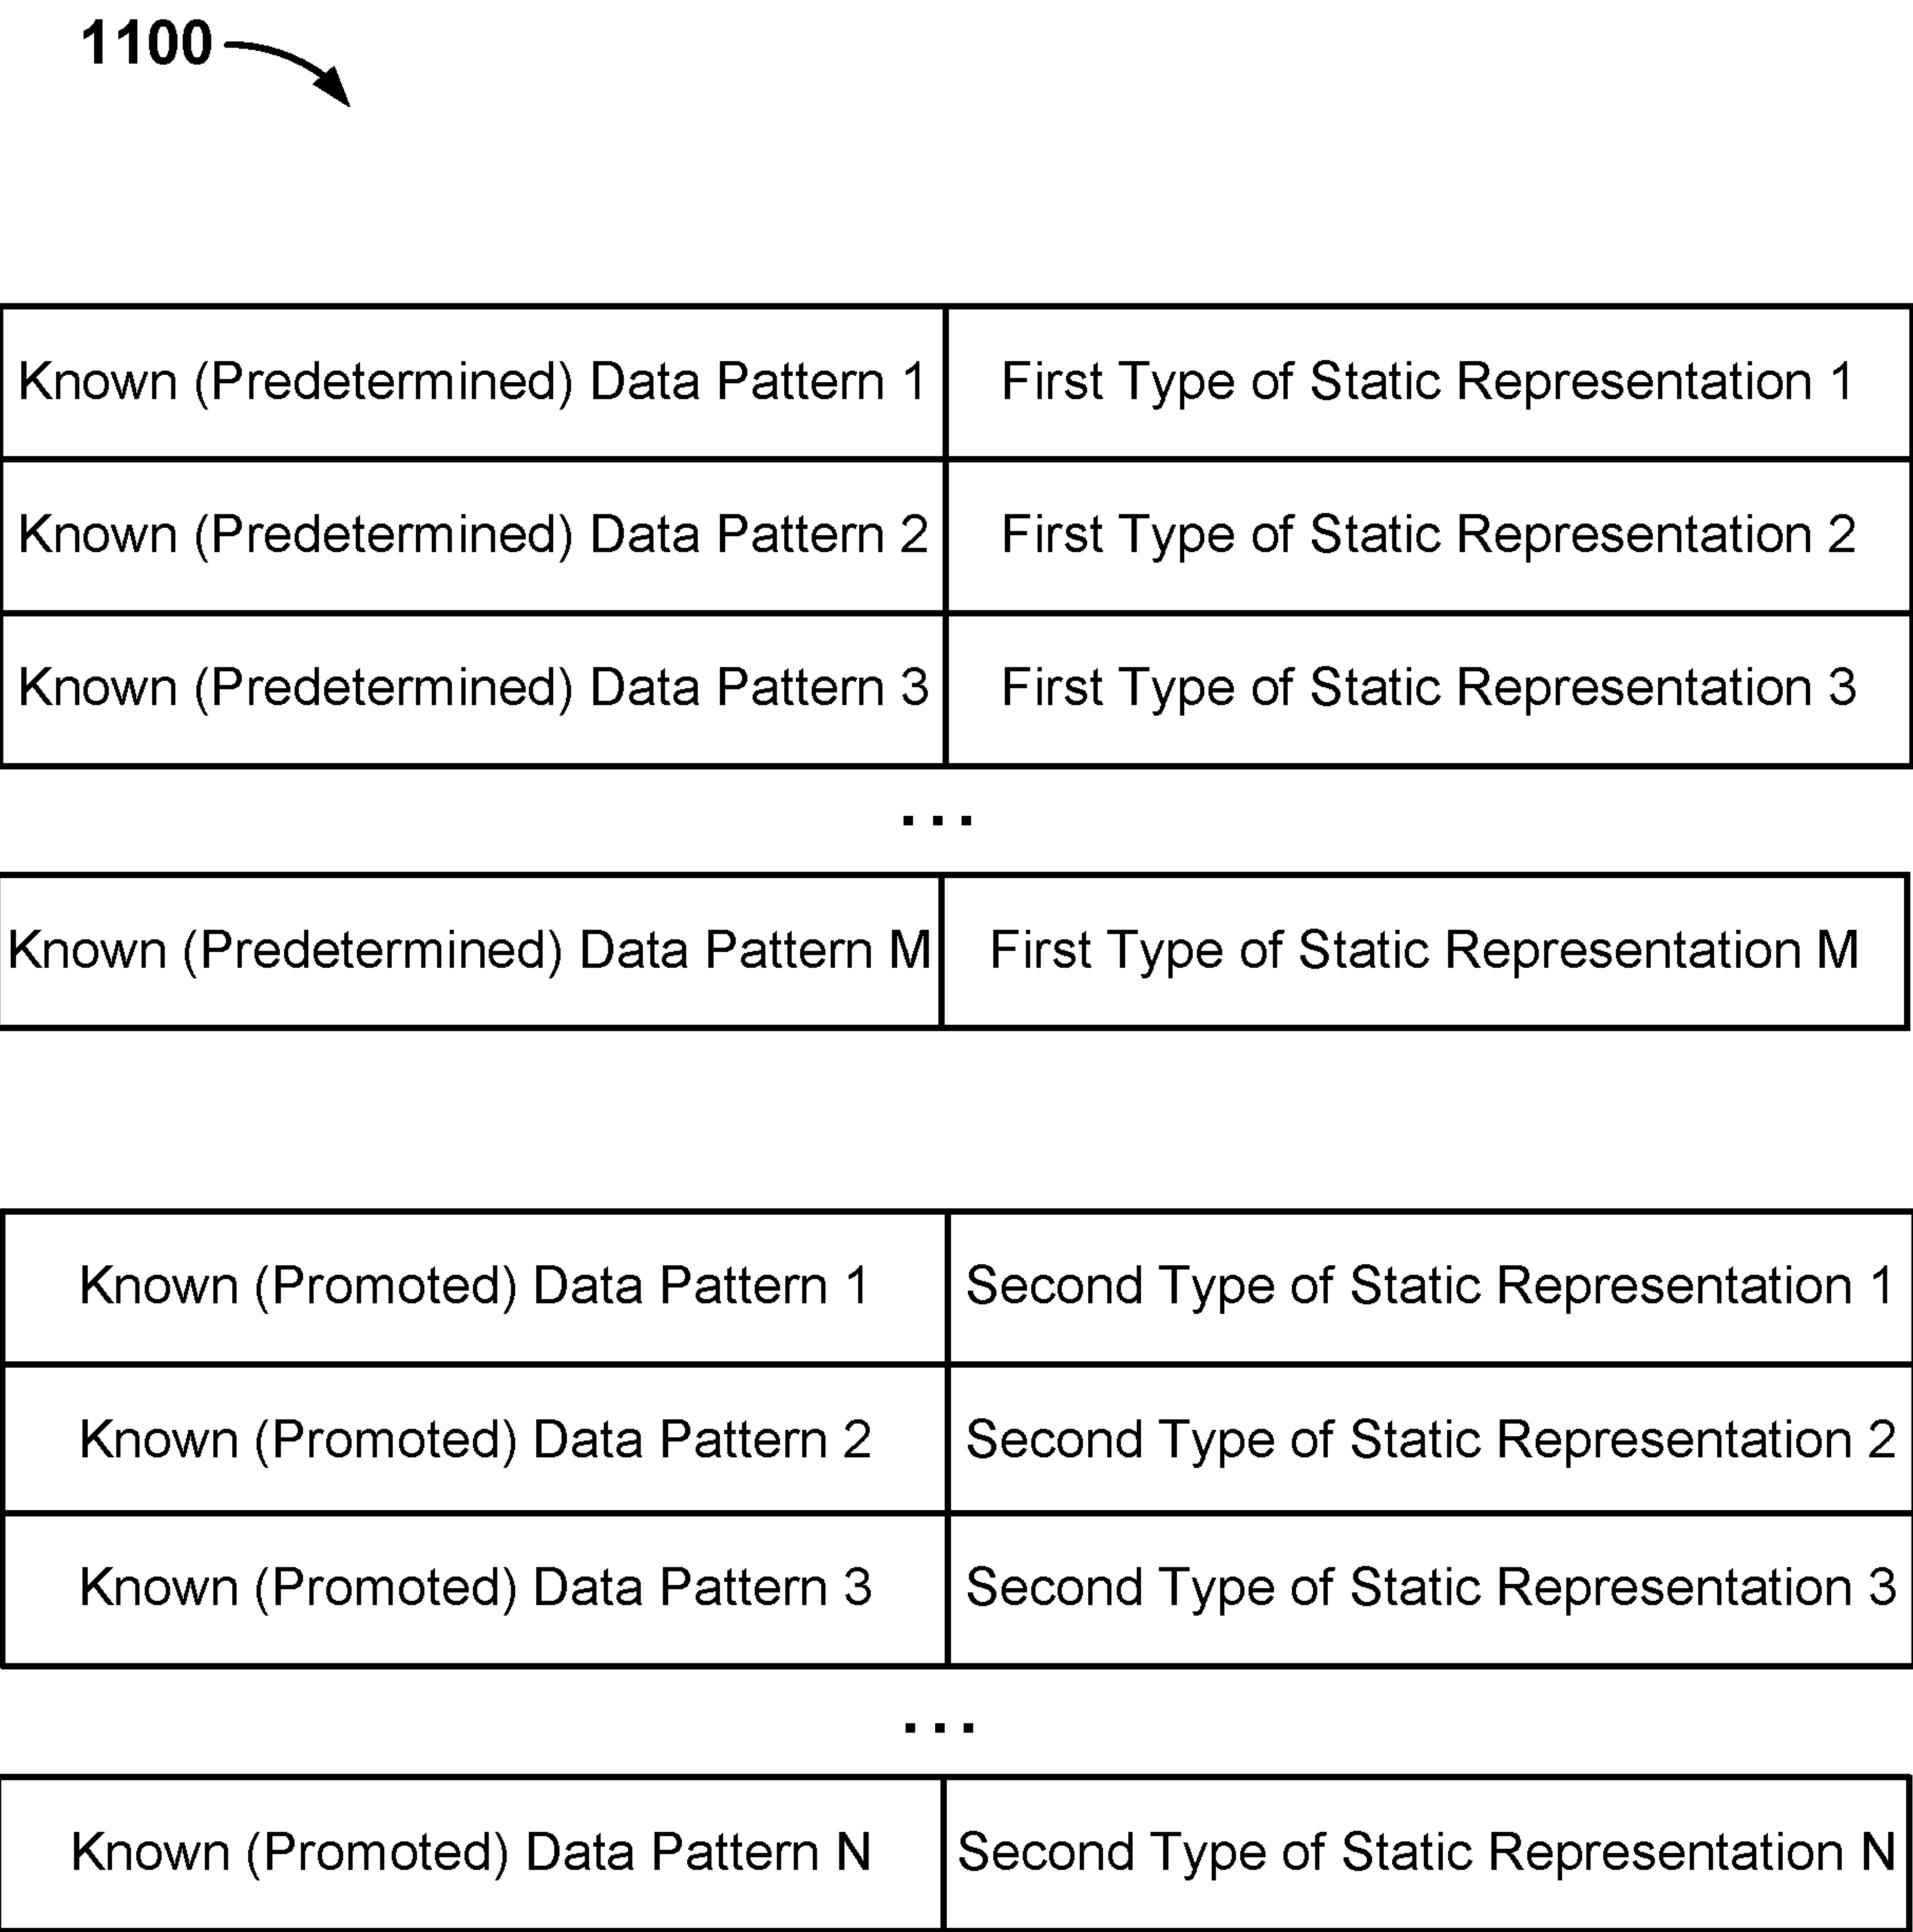 1100
Known (Predetermined) Data Pattern 1 First Type of Static Representation 1
Known (Predetermined) Data Pattern 2 First Type of Static Representation 2
Known (Predetermined) Data Pattern 3 First Type of Static Representation 3
...
Known (Predetermined) Data Pattern M First Type of Static Representation M
Known (Promoted) Data Pattern 1 Second Type of Static Representation 1
Known (Promoted) Data Pattern 2 Second Type of Static Representation 2
Known (Promoted) Data Pattern 3 Second Type of Static Representation 3
...
Known (Promoted) Data Pattern N Second Type of Static Representation N